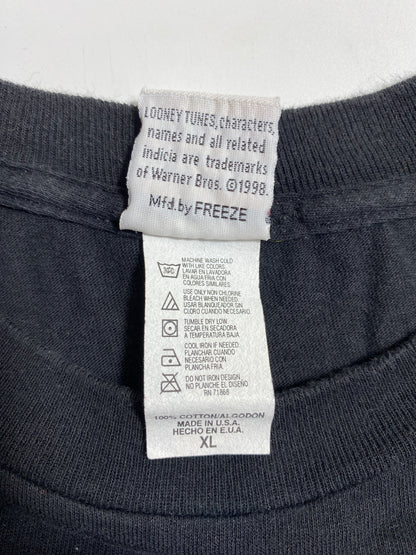 LOONEY TUNES, characters,
names and all related
indicia are trademarks
of Warner Bros. ©1998.
Mfd. by FREEZE
MACHINE WASH COLD
WITH LIKE COLORS
LAVAR EN LAVADORA
EN AGUA FRIA CON
COLORES SIMILARES
USE ONLY NON CHLORINE
BLEACH WHEN NEEDED.
USAR BLANQUEADOR SIN
CLORO CUANDO NECESARIO
TUMBLE DRY LOW.
SECAR EN SECADORA
A TEMPERATURA BAJA
COOL IRON IF NEEDED.
PLANCHAR CUANDO
NECESARIO CON
PLANCHA FRIA.
DO NOT IRON DESIGN
NO PLANCHE EL DISEÑO
RN 71868
100% COTTON/ALGODON
MADE IN U.S.A.
HECHO EN E.U.A.
XL